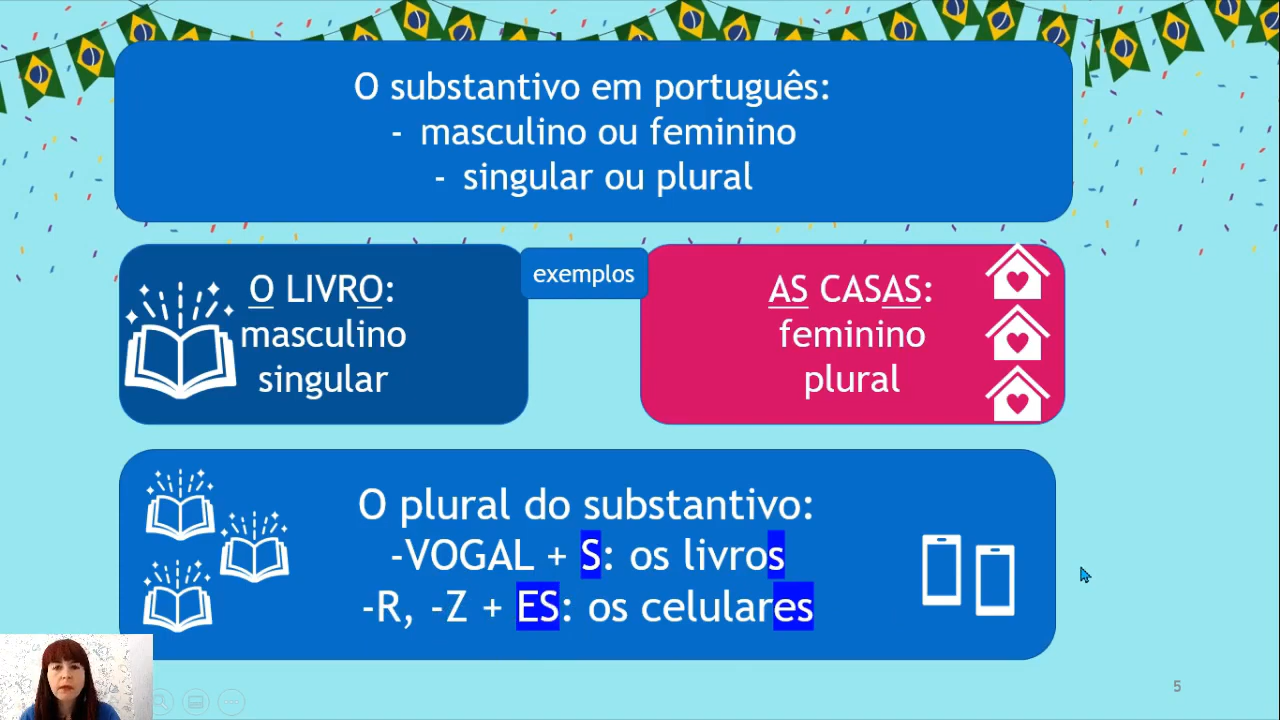 O substantivo em português:
- masculino ou feminino
- singular ou plural
exemplos
O LIVRO:
masculino
singular
AS CASAS:
feminino
plural
O plural do substantivo:
-VOGAL + S: os livros
-R, -Z + ES: os celulares
5